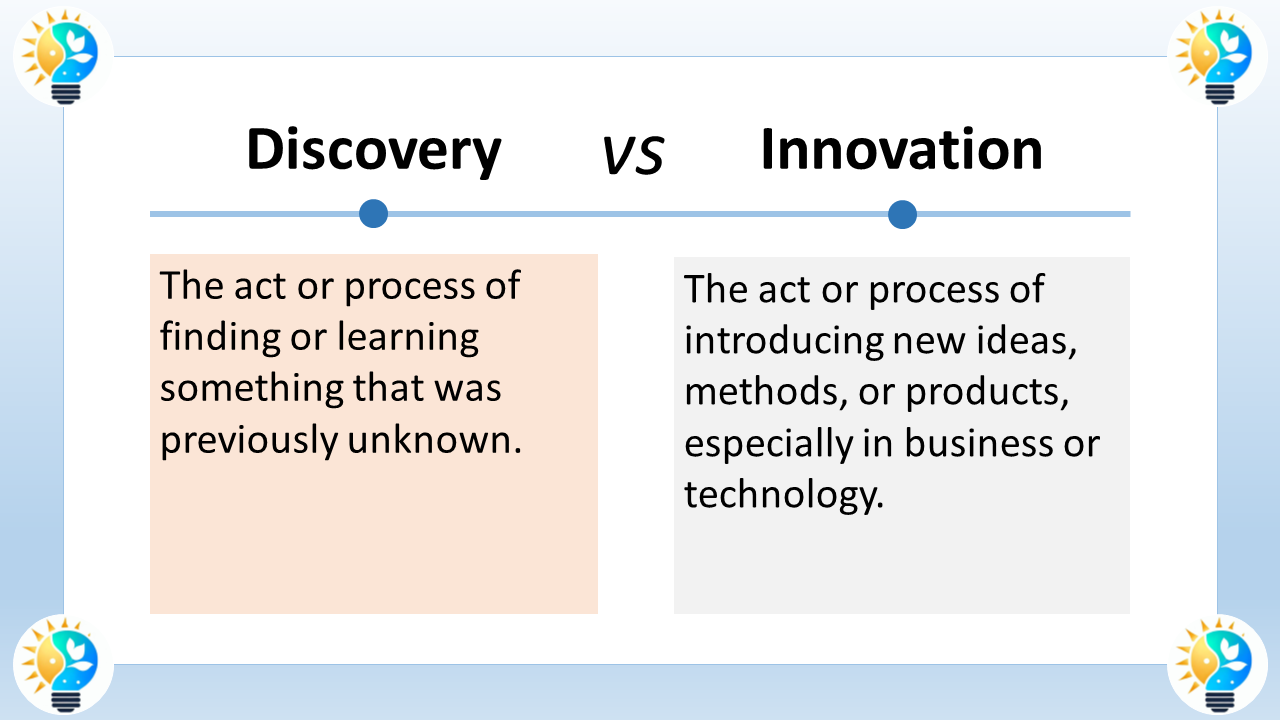 Discovery vs Innovation
The act or process of
finding or learning
something that was
previously unknown.
The act or process of
introducing new ideas,
methods, or products,
especially in business or
technology.